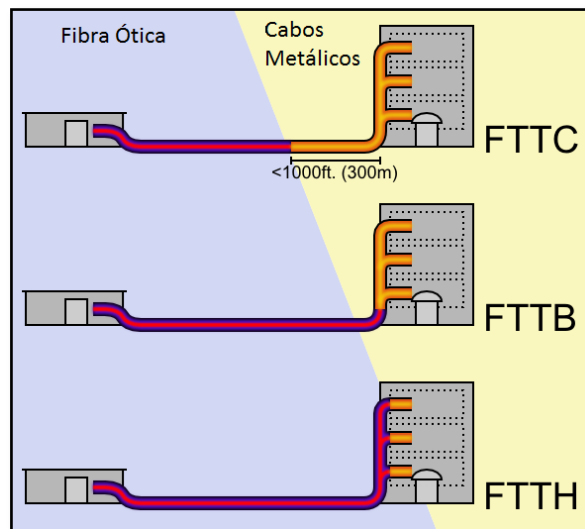 Fibra Ótica
Cabos
Metálicos
FTTC
<1000ft. (300m)
FTTB
FTTH